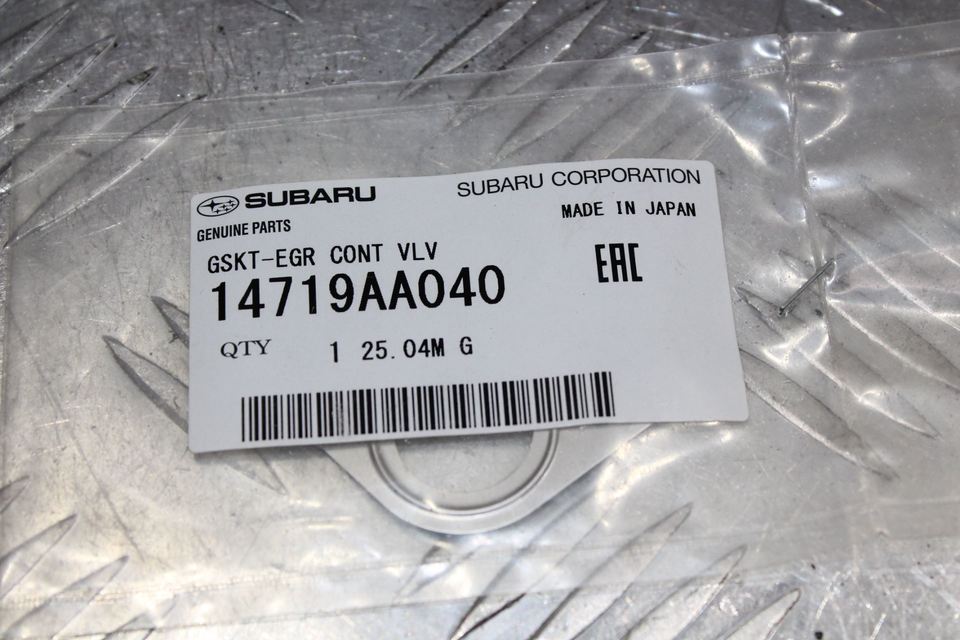 SUBARU
SUBARU CORPORATION
GENUINE PARTS
MADE IN JAPAN
GSKT-EGR CONT VLV
EAC
14719AA040
QTY 1 25.04M G